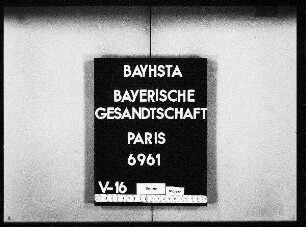 BAYHSTA
BAYERISCHE
GESANDTSCHAFT
PARIS
6961
V-16